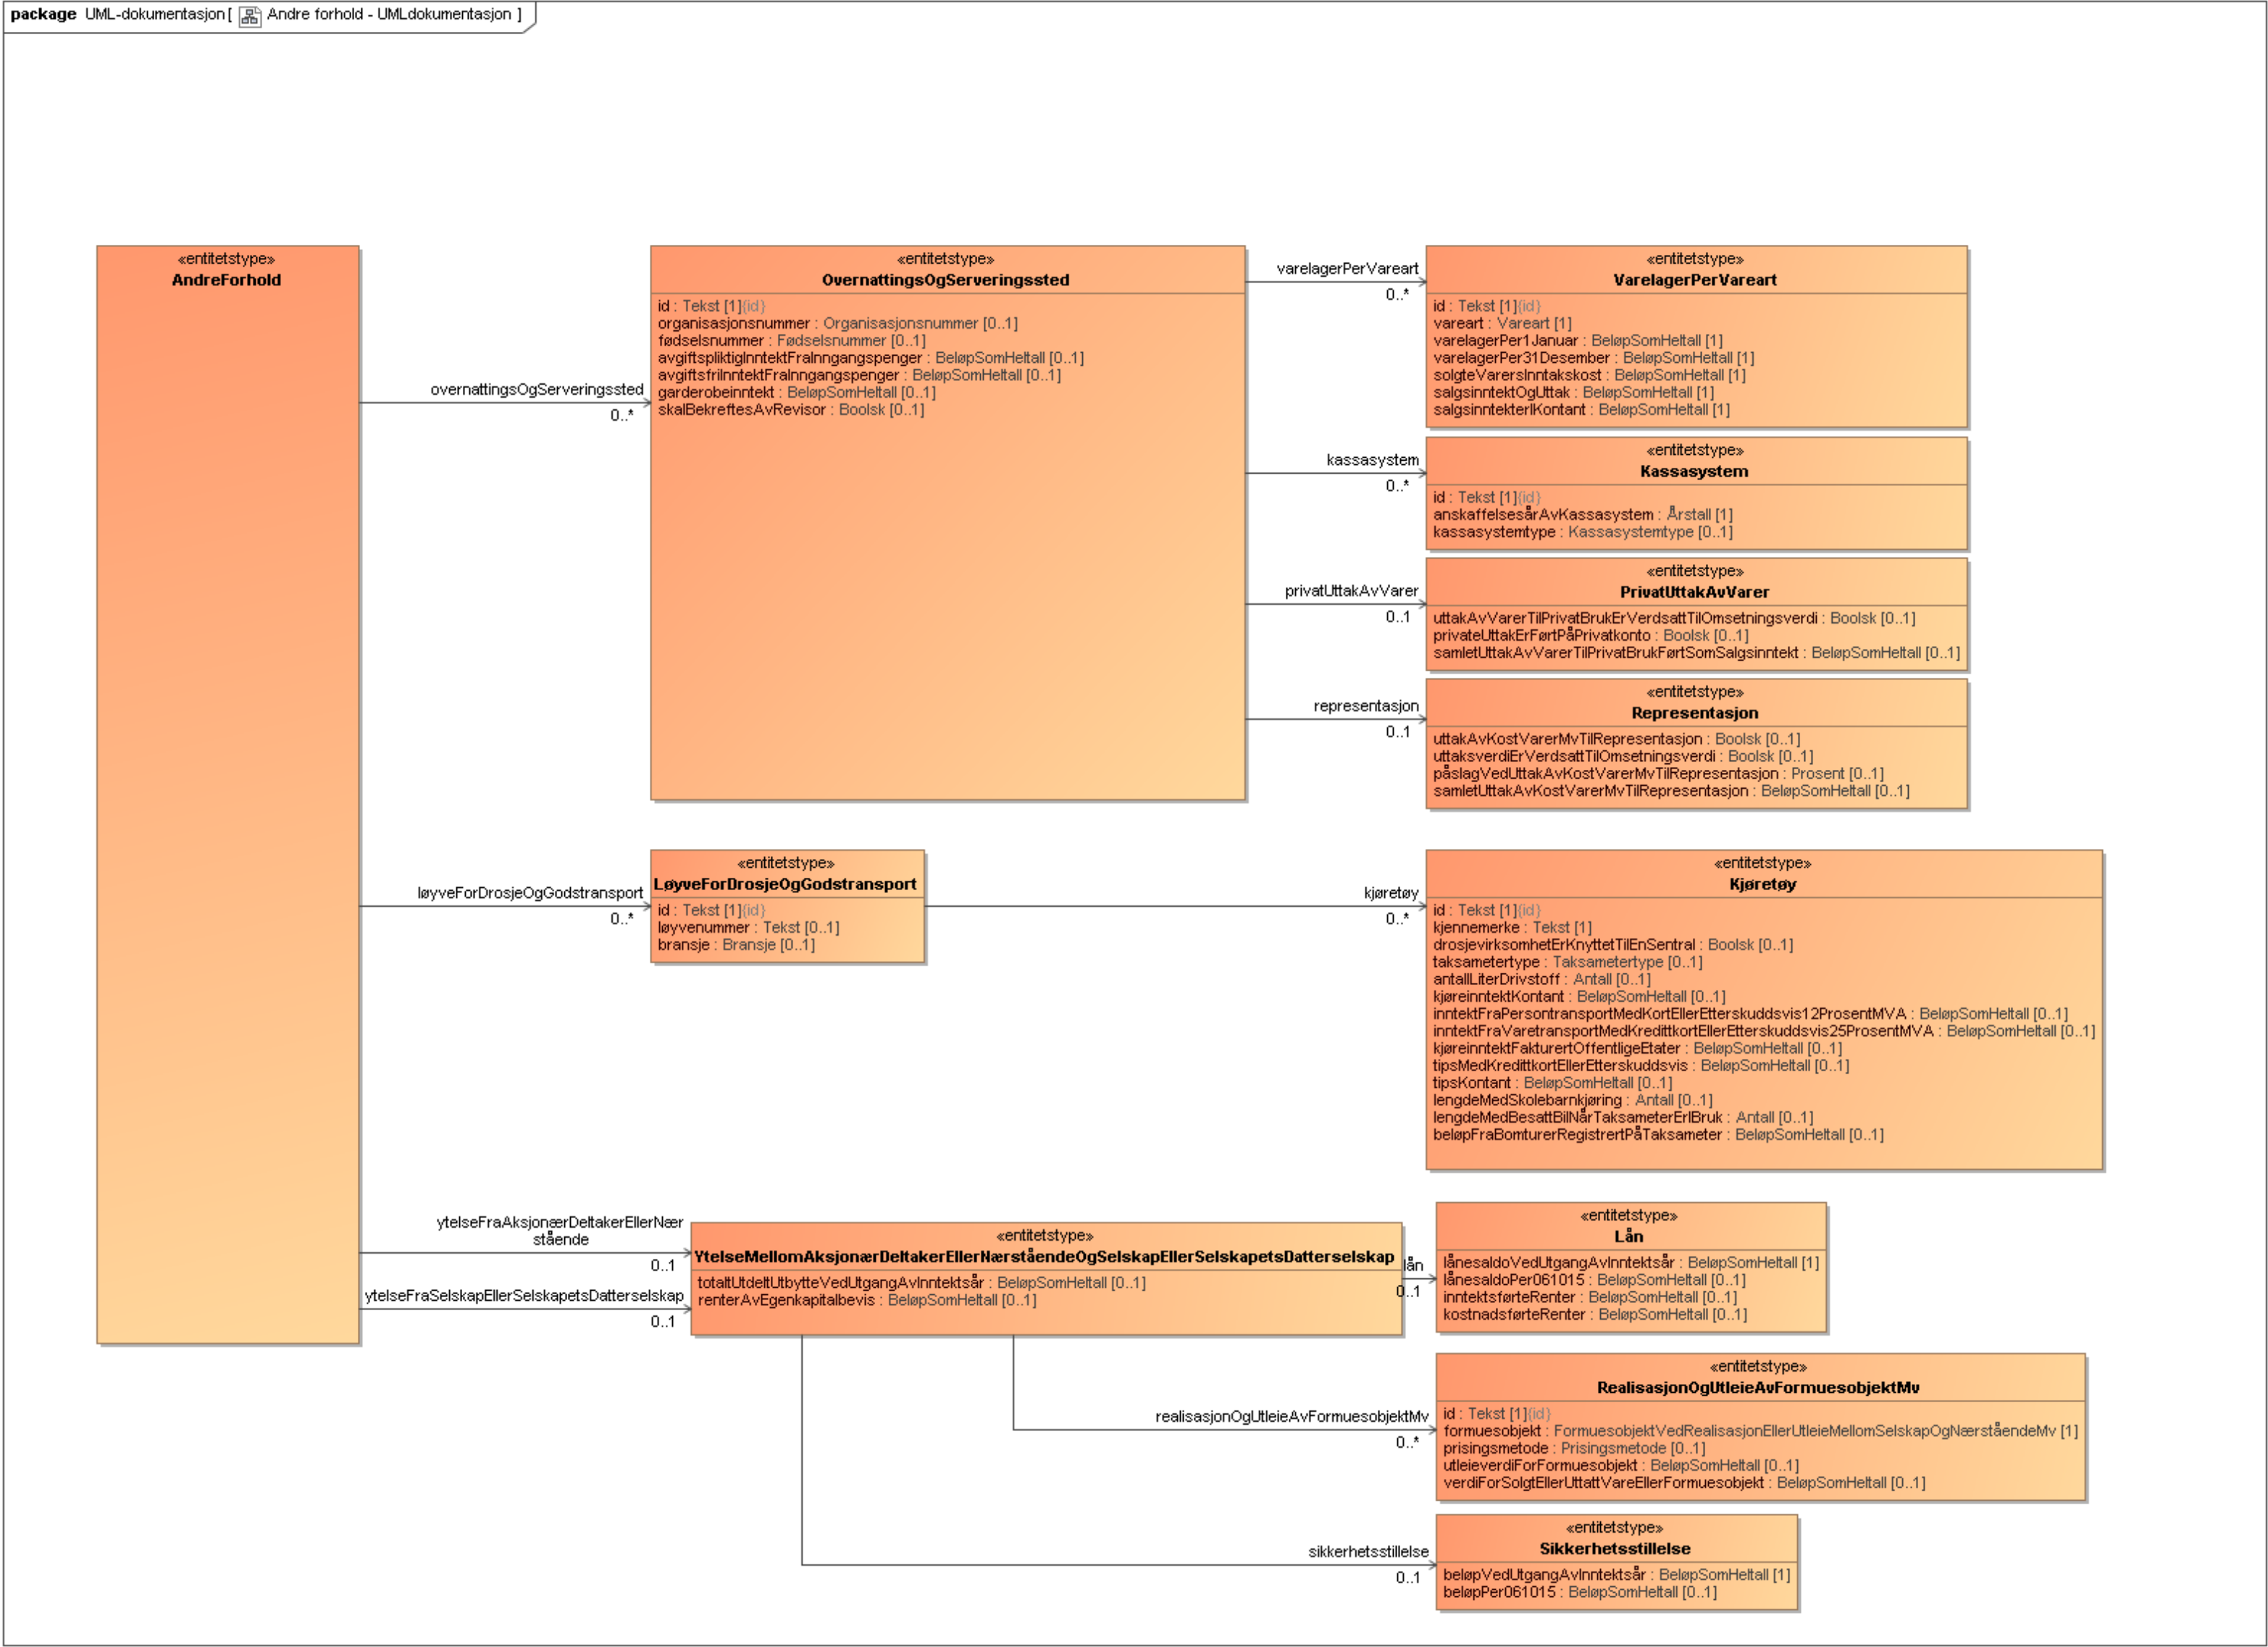 package UML-dokumentasjon[ Andre forhold - UMLdokumentasjon ]
«entitetstype»
AndreForhold
overnattingsOgServeringssted
0..*
«entitetstype»
OvernattingsOgServeringssted
id : Tekst [1]{id}
organisasjonsnummer : Organisasjonsnummer [0..1]
fødselsnummer : Fødselsnummer [0..1]
avgiftspliktigInntektFraInngangspenger : BeløpSomHeltall [0..1]
avgiftsfriInntektFraInngangspenger : BeløpSomHeltall [0..1]
garderobeinntekt : BeløpSomHeltall [0..1]
skalBekreftesAvRevisor : Boolsk [0..1]
varelagerPerVareart
0..*
«entitetstype»
VarelagerPerVareart
id : Tekst [1]{id}
vareart : Vareart [1]
varelagerPer1Januar : BeløpSomHeltall [1]
varelagerPer31Desember : BeløpSomHeltall [1]
solgteVarersInntakskost : BeløpSomHeltall [1]
salgsinntektOgUttak : BeløpSomHeltall [1]
salgsinntekterIKontant : BeløpSomHeltall [1]
kassasystem
0..*
«entitetstype»
Kassasystem
id : Tekst [1]{id}
anskaffelsesårAvKassasystem : Årstall [1]
kassasystemtype : Kassasystemtype [0..1]
privatUttakAvVarer
0..1
«entitetstype»
PrivatUttakAvVarer
uttakAvVarerTilPrivatBrukErVerdsattTilOmsetningsverdi : Boolsk [0..1]
privateUttakErFørtPåPrivatkonto : Boolsk [0..1]
samletUttakAvVarerTilPrivatBrukFørtSomSalgsinntekt : BeløpSomHeltall [0..1]
representasjon
0..1
«entitetstype»
Representasjon
uttakAvKostVarerMvTilRepresentasjon : Boolsk [0..1]
uttaksverdiErVerdsattTilOmsetningsverdi : Boolsk [0..1]
påslagVedUttakAvKostVarerMvTilRepresentasjon : Prosent [0..1]
samletUttakAvKostVarerMvTilRepresentasjon : BeløpSomHeltall [0..1]
løyveForDrosjeOgGodstransport
0..*
«entitetstype»
LøyveForDrosjeOgGodstransport
id : Tekst [1]{id}
løyvenummer : Tekst [0..1]
bransje : Bransje [0..1]
kjøretøy
0..*
«entitetstype»
Kjøretøy
id : Tekst [1]{id}
kjennemerke : Tekst [1]
drosjevirksomhetErKnyttetTilEnSentral : Boolsk [0..1]
taksametertype : Taksametertype [0..1]
antallLiterDrivstoff : Antall [0..1]
kjøreinntektKontant : BeløpSomHeltall [0..1]
inntektFraPersontransportMedKortEllerEtterskuddsvis12ProsentMVA : BeløpSomHeltall [0..1]
inntektFraVaretransportMedKredittkortEllerEtterskuddsvis25ProsentMVA : BeløpSomHeltall [0..1]
kjøreinntektFakturertOffentligeEtater : BeløpSomHeltall [0..1]
tipsMedKredittkortEllerEtterskuddsvis : BeløpSomHeltall [0..1]
tipsKontant : BeløpSomHeltall [0..1]
lengdeMedSkolebarnkjøring : Antall [0..1]
lengdeMedBesattBilNårTaksameterErIBruk : Antall [0..1]
beløpFraBomturerRegistrertPåTaksameter : BeløpSomHeltall [0..1]
ytelseFraAksjonærDeltakerEllerNær
stående
0..1
ytelseFraSelskapEllerSelskapetsDatterselskap
0..1
«entitetstype»
YtelseMellomAksjonærDeltakerEllerNærståendeOgSelskapEllerSelskapetsDatterselskap
totaltUtdeltUtbytteVedUtgangAvInntektsår : BeløpSomHeltall [0..1]
renterAvEgenkapitalbevis : BeløpSomHeltall [0..1]
lån
0..1
«entitetstype»
Lån
lånesaldoVedUtgangAvInntektsår : BeløpSomHeltall [1]
lånesaldoPer061015 : BeløpSomHeltall [0..1]
inntektsførteRenter : BeløpSomHeltall [0..1]
kostnadsførteRenter : BeløpSomHeltall [0..1]
realisasjonOgUtleieAvFormuesobjektMv
0..*
«entitetstype»
RealisasjonOgUtleieAvFormuesobjektMv
id : Tekst [1]{id}
formuesobjekt : FormuesobjektVedRealisasjonEllerUtleieMellomSelskapOgNærståendeMv [1]
prisingsmetode : Prisingsmetode [0..1]
utleieverdiForFormuesobjekt : BeløpSomHeltall [0..1]
verdiForSolgtEllerUttattVareEllerFormuesobjekt : BeløpSomHeltall [0..1]
sikkerhetsstillelse
0..1
«entitetstype»
Sikkerhetsstillelse
beløpVedUtgangAvInntektsår : BeløpSomHeltall [1]
beløpPer061015 : BeløpSomHeltall [0..1]